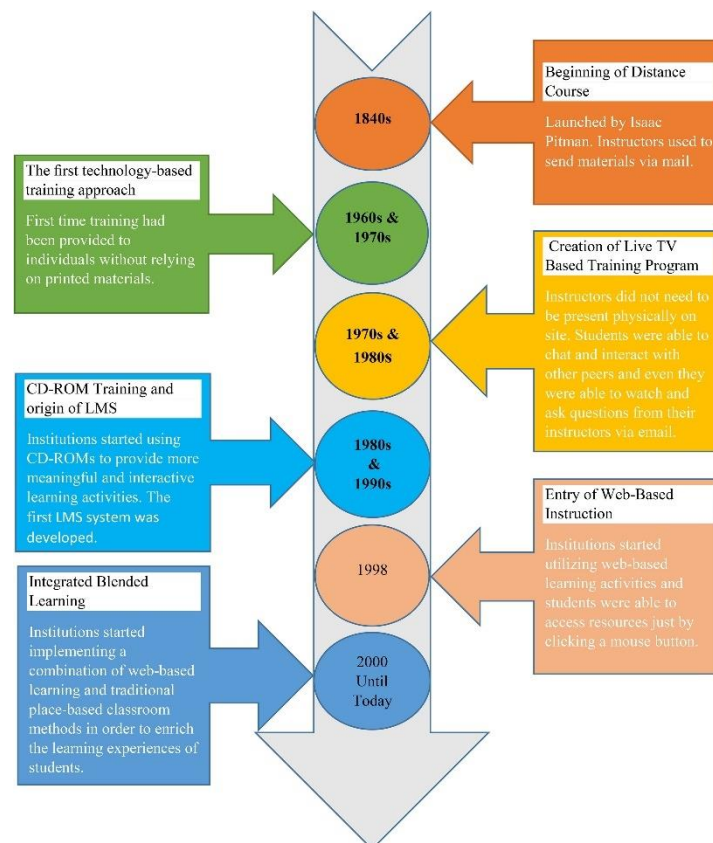 1840s
Beginning of Distance
Course
Launched by Isaac
Pitman. Instructors used to
send materials via mail.
The first technology-based
training approach
First time training had
been provided to
individuals without relying
on printed materials.
1960s &
1970s
Creation of Live TV
Based Training Program
Instructors did not need to
be present physically on
site. Students were able to
chat and interact with
other peers and even they
were able to watch and
ask questions from their
instructors via email.
1970s &
1980s
CD-ROM Training and
origin of LMS
Institutions started using
CD-ROMs to provide more
meaningful and interactive
learning activities. The
first LMS system was
developed.
1980s
&
1990s
Entry of Web-Based
Instruction
Institutions started
utilizing web-based
learning activities and
students were able to
access resources just by
clicking a mouse button.
1998
Integrated Blended
Learning
Institutions started
implementing a
combination of web-based
learning and traditional
place-based classroom
methods in order to enrich
the learning experiences of
students.
2000
Until
Today